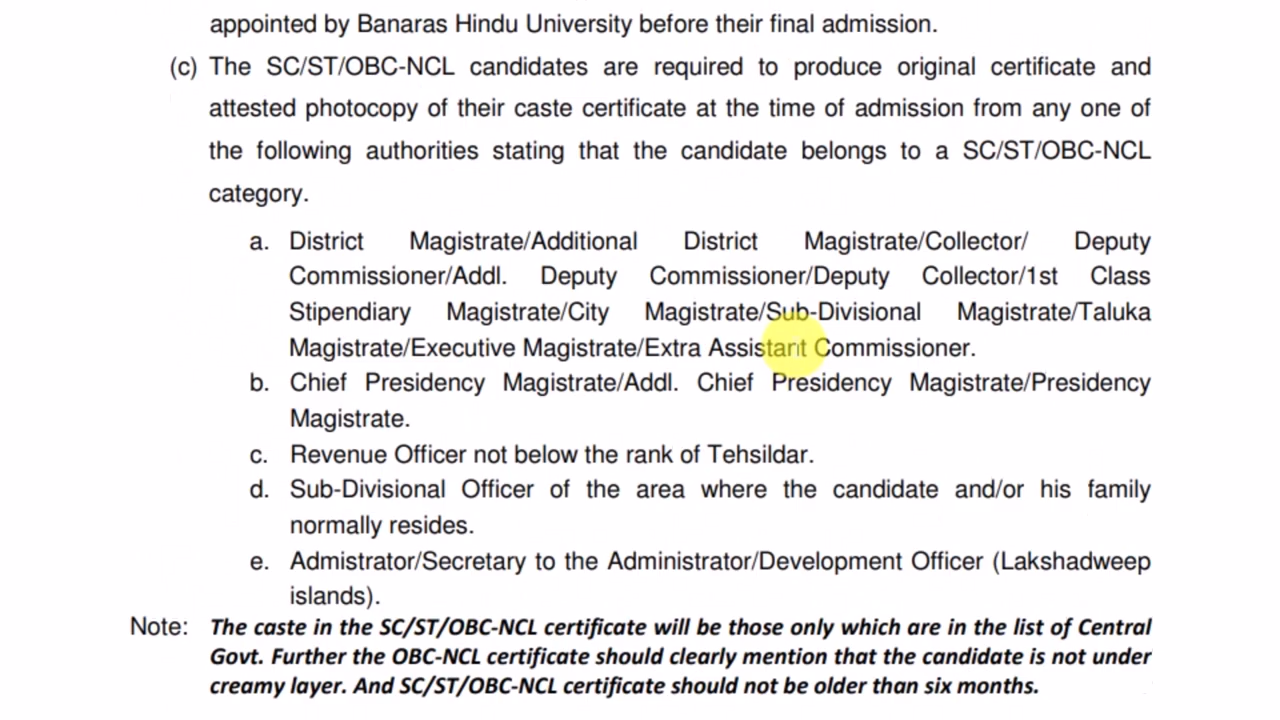 appointed by Banaras Hindu University before their final admission.
(c) The SC/ST/OBC-NCL candidates are required to produce original certificate and
attested photocopy of their caste certificate at the time of admission from any one of
the following authorities stating that the candidate belongs to a SC/ST/OBC-NCL
category.
a. District Magistrate/Additional District Magistrate/Collector/ Deputy
Commissioner/Addl. Deputy Commissioner/Deputy Collector/1st Class
Stipendiary Magistrate/City Magistrate/Sub-Divisional Magistrate/Taluka
Magistrate/Executive Magistrate/Extra Assistant Commissioner.
b. Chief Presidency Magistrate/Addl. Chief Presidency Magistrate/Presidency
Magistrate.
c. Revenue Officer not below the rank of Tehsildar.
d. Sub-Divisional Officer of the area where the candidate and/or his family
normally resides.
e. Admistrator/Secretary to the Administrator/Development Officer (Lakshadweep
islands).
Note: The caste in the SC/ST/OBC-NCL certificate will be those only which are in the list of Central
Govt. Further the OBC-NCL certificate should clearly mention that the candidate is not under
creamy layer. And SC/ST/OBC-NCL certificate should not be older than six months.